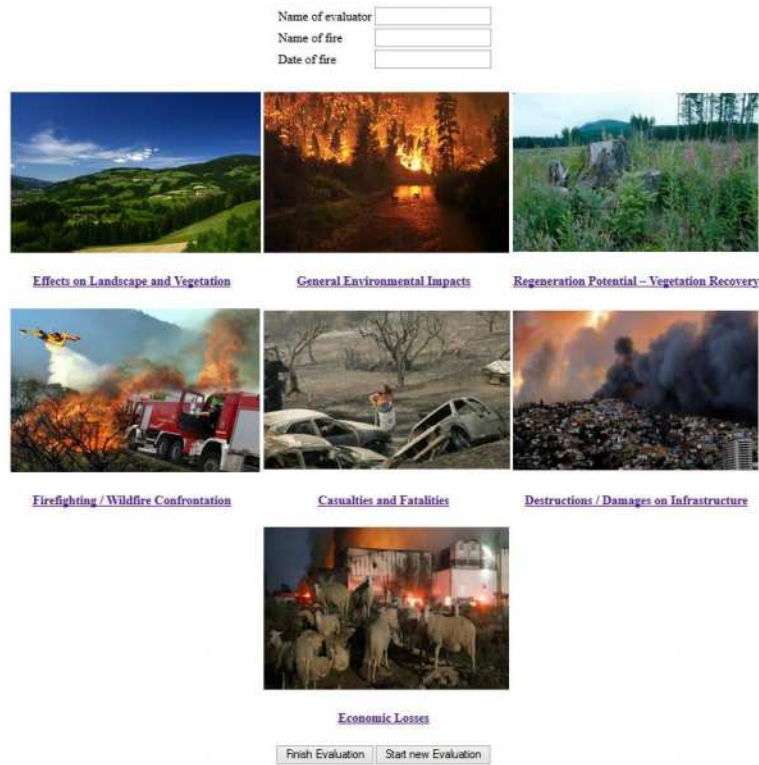 Name of evaluator
Name of fire
Date of fire
Effects on Landscape and Vegetation
General Environmental Impacts
Regeneration Potential – Vegetation Recovery
Firefighting / Wildfire Confrontation
Casualties and Fatalities
Destructions / Damages on Infrastructure
Economic Losses
Finish Evaluation
Start new Evaluation